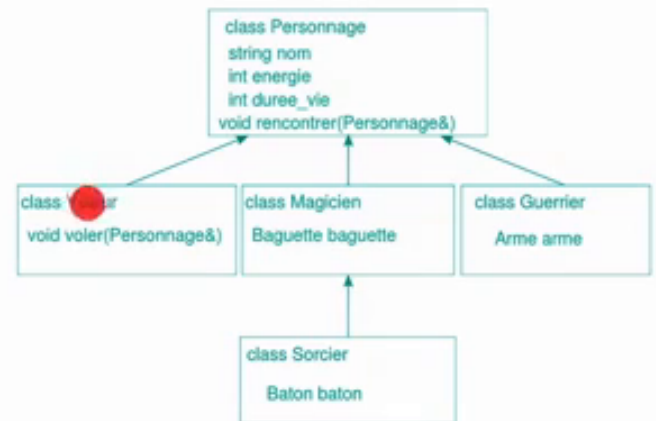 class Personnage
string nom
int energie
int duree_vie
void rencontrer(Personnage&)
class
void voler(Personnage&)
class Magicien
Baguette baguette
class Guerrier
Arme arme
class Sorcier
Baton baton